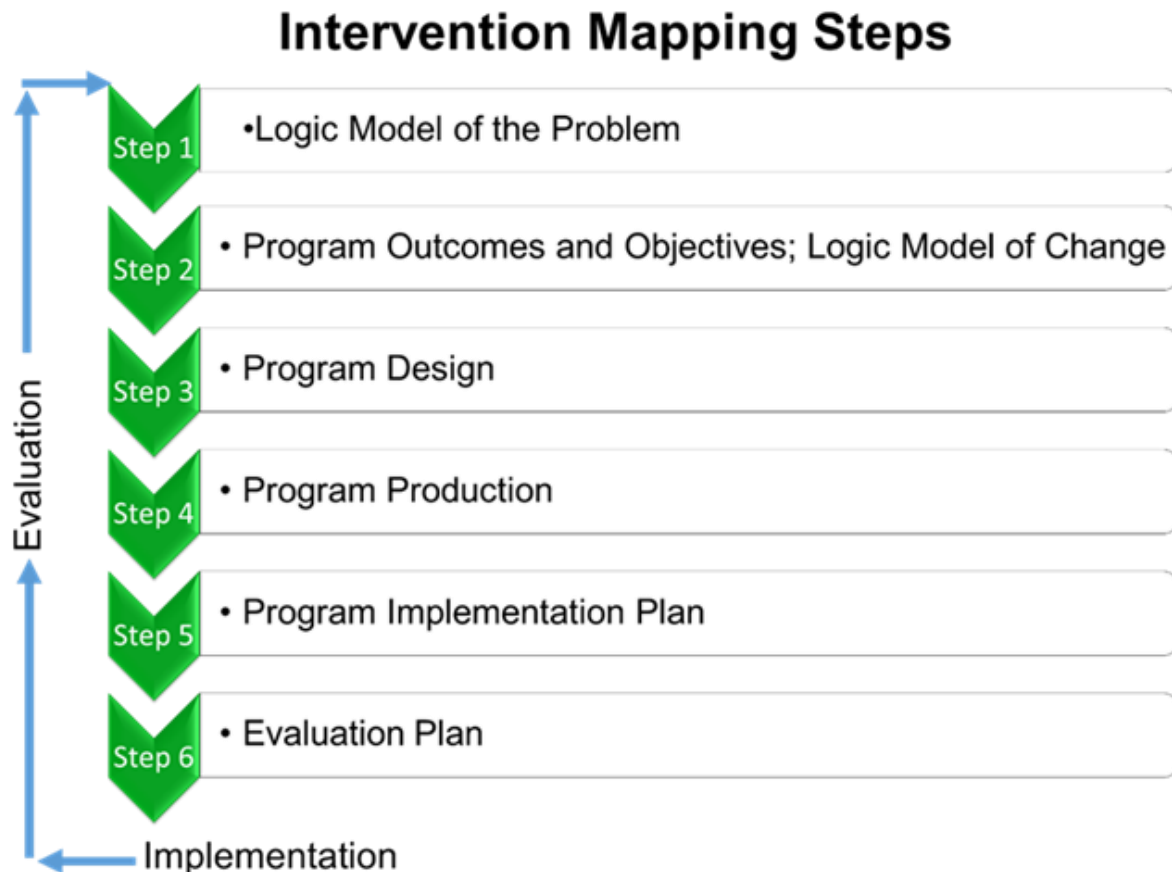 Intervention Mapping Steps
Step 1
•Logic Model of the Problem
Step 2
• Program Outcomes and Objectives; Logic Model of Change
Step 3
• Program Design
Step 4
• Program Production
Step 5
• Program Implementation Plan
Step 6
• Evaluation Plan
Evaluation
Implementation